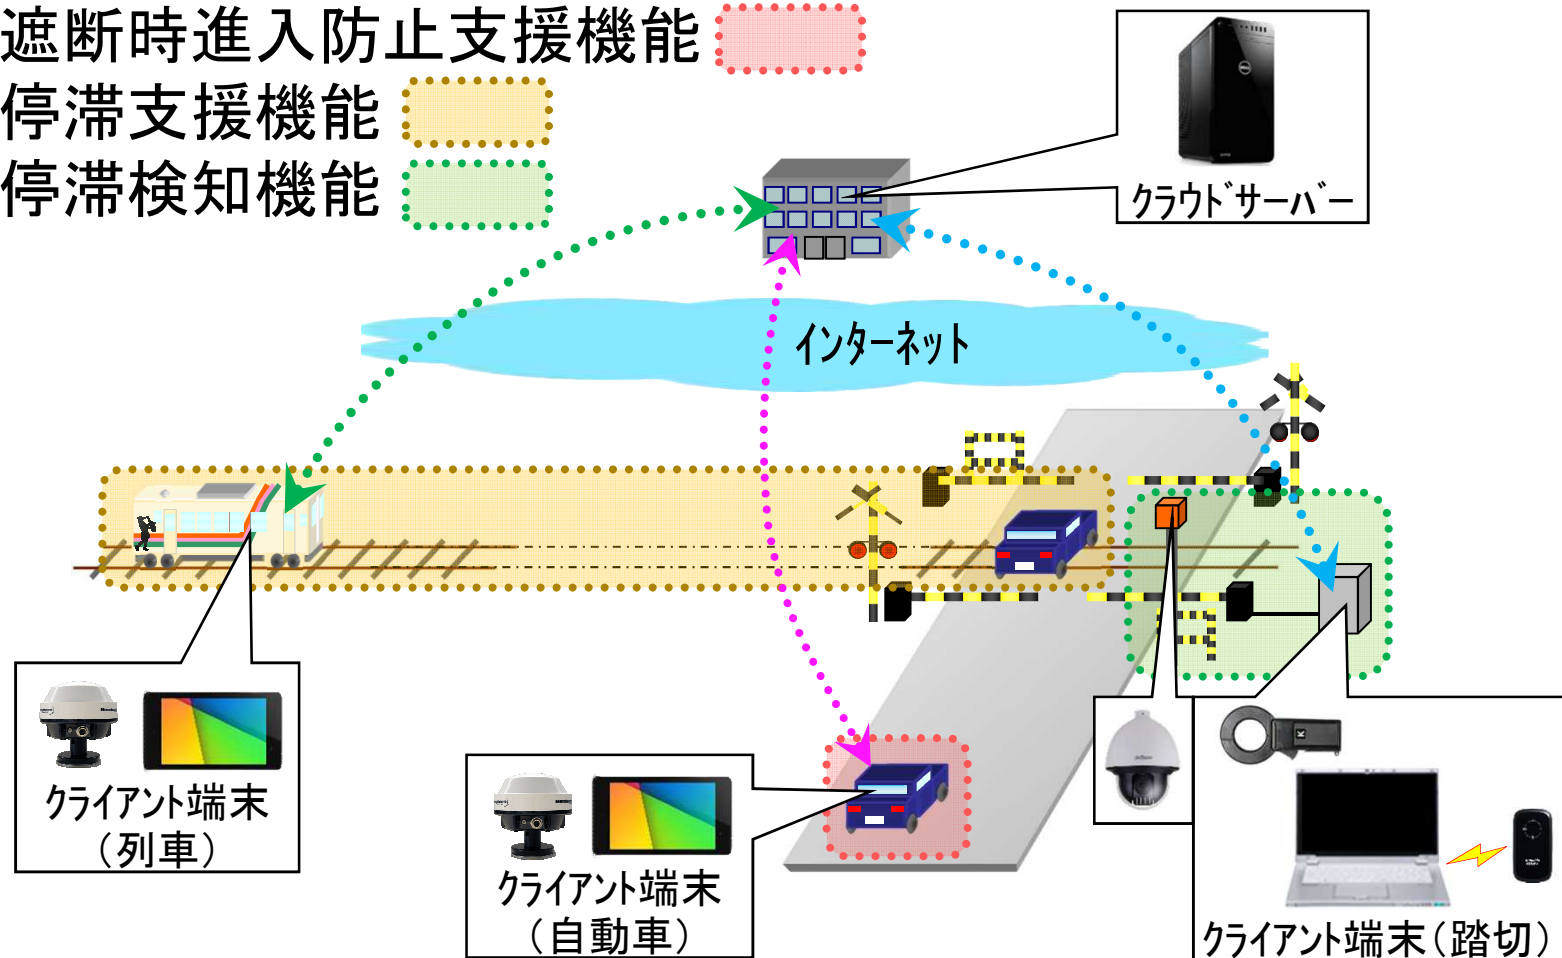 遮断時進入防止支援機能
停滞支援機能
停滞検知機能
クラウドサーバー
インターネット
クライアント端末
（列車）
クライアント端末
（自動車）
クライアント端末（踏切）
DELL
K